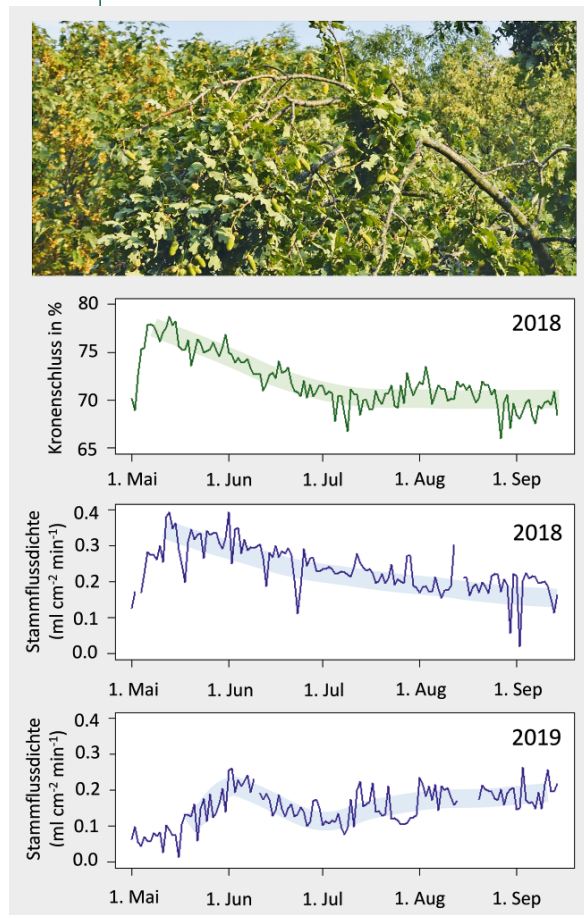 80
75
70
65
Kronenschluss in %
2018
1. Mai 1. Jun 1. Jul 1. Aug 1. Sep
0.4
0.3
0.2
0.1
0.0
Stammflussdichte
(ml cm⁻² min⁻¹)
2018
1. Mai 1. Jun 1. Jul 1. Aug 1. Sep
0.4
0.3
0.2
0.1
0.0
Stammflussdichte
(ml cm⁻² min⁻¹)
2019
1. Mai 1. Jun 1. Jul 1. Aug 1. Sep